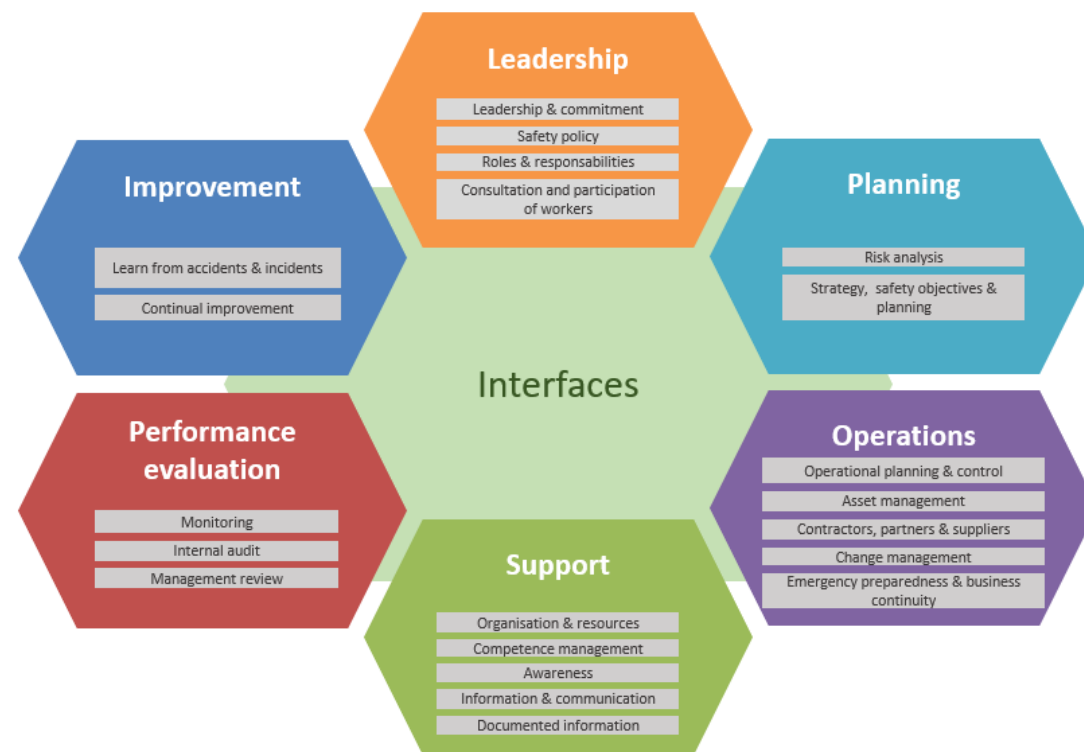 Leadership
Leadership & commitment
Safety policy
Roles & responsabilities
Consultation and participation
of workers
Improvement
Learn from accidents & incidents
Continual improvement
Planning
Risk analysis
Strategy, safety objectives &
planning
Interfaces
Performance
evaluation
Monitoring
Internal audit
Management review
Operations
Operational planning & control
Asset management
Contractors, partners & suppliers
Change management
Emergency preparedness & business
continuity
Support
Organisation & resources
Competence management
Awareness
Information & communication
Documented information